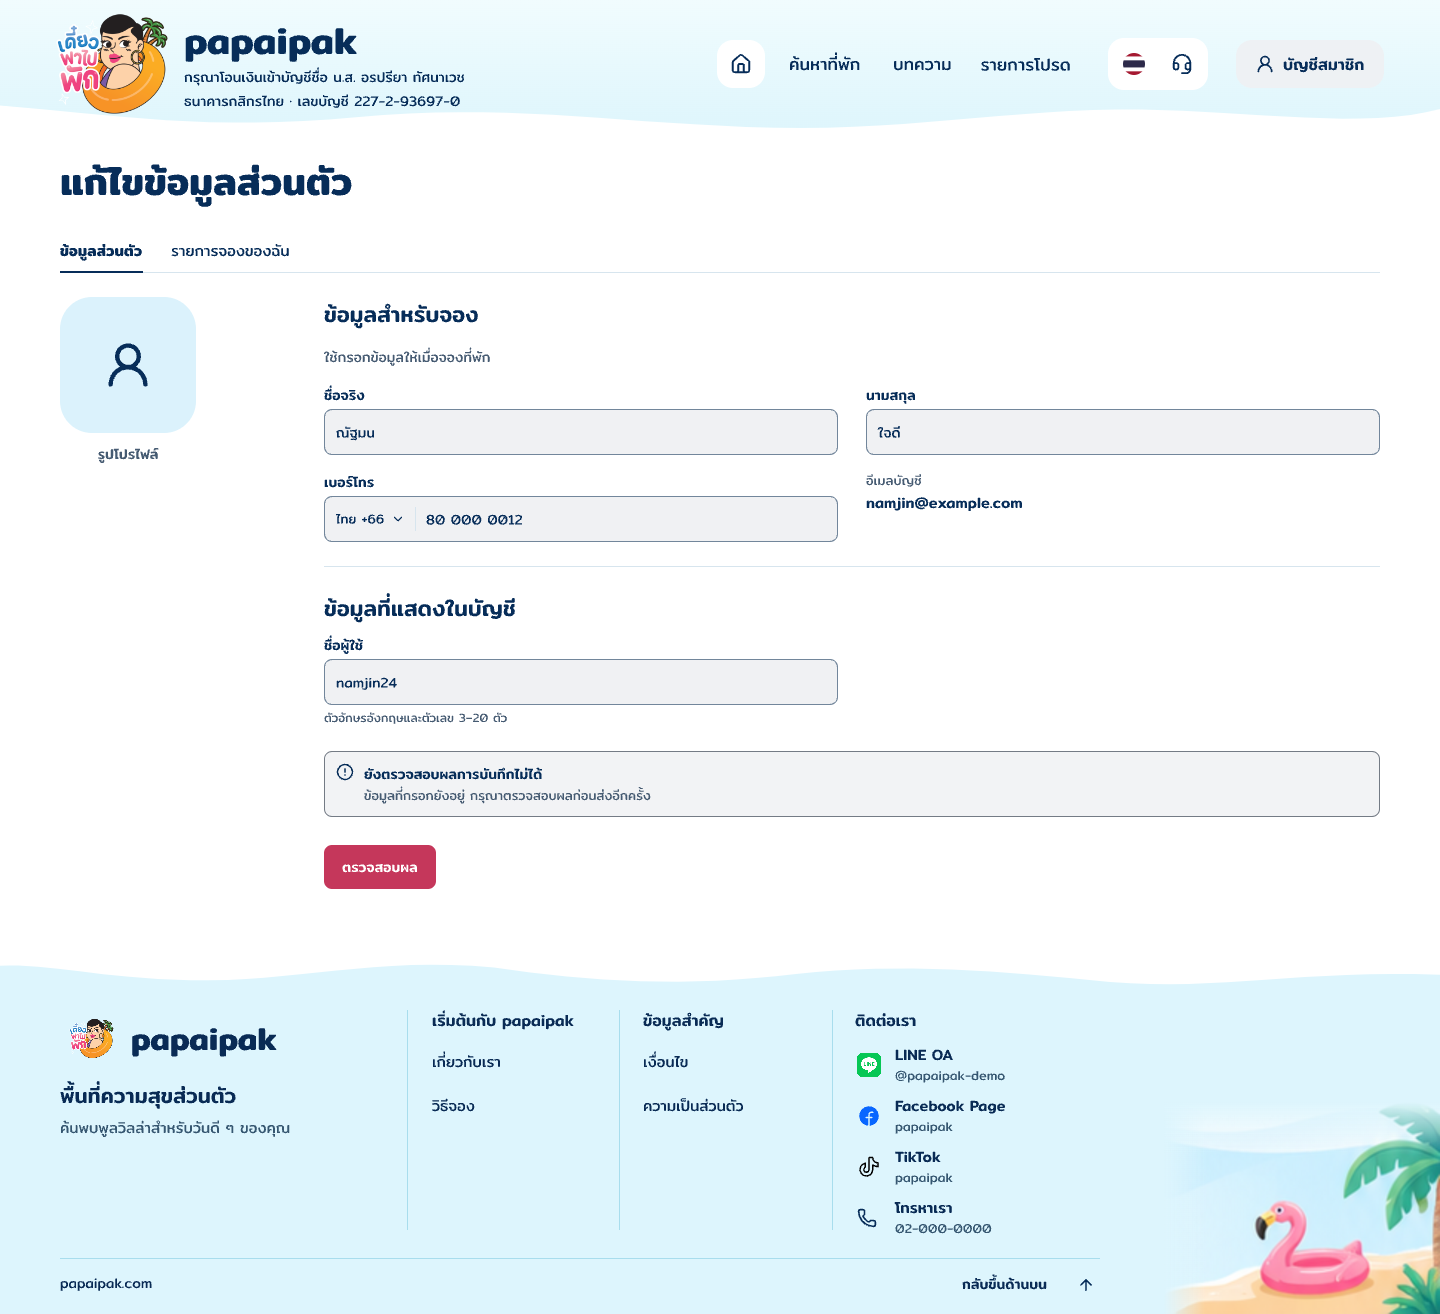 เดี๋ยว
พาไป
พัก
papaipak
กรุณาโอนเงินเข้าบัญชีชื่อ น.ส. อรปรียา ทัศนาเวช
ธนาคารกสิกรไทย · เลขบัญชี 227-2-93697-0
ค้นหาที่พัก
บทความ
รายการโปรด
บัญชีสมาชิก
แก้ไขข้อมูลส่วนตัว
ข้อมูลส่วนตัว
รายการจองของฉัน
รูปโปรไฟล์
ข้อมูลสำหรับจอง
ใช้กรอกข้อมูลให้เมื่อจองที่พัก
ชื่อจริง
ณัฐมน
นามสกุล
ใจดี
เบอร์โทร
ไทย +66
80 000 0012
อีเมลบัญชี
namjin@example.com
ข้อมูลที่แสดงในบัญชี
ชื่อผู้ใช้
namjin24
ตัวอักษรอังกฤษและตัวเลข 3–20 ตัว
ยังตรวจสอบผลการบันทึกไม่ได้
ข้อมูลที่กรอกยังอยู่ กรุณาตรวจสอบผลก่อนส่งอีกครั้ง
ตรวจสอบผล
เดี๋ยว
พาไป
พัก
papaipak
พื้นที่ความสุขส่วนตัว
ค้นพบพูลวิลล่าสำหรับวันดี ๆ ของคุณ
เริ่มต้นกับ papaipak
เกี่ยวกับเรา
วิธีจอง
ข้อมูลสำคัญ
เงื่อนไข
ความเป็นส่วนตัว
ติดต่อเรา
LINE
LINE OA
@papaipak-demo
Facebook Page
papaipak
TikTok
papaipak
โทรหาเรา
02-000-0000
papaipak.com
กลับขึ้นด้านบน